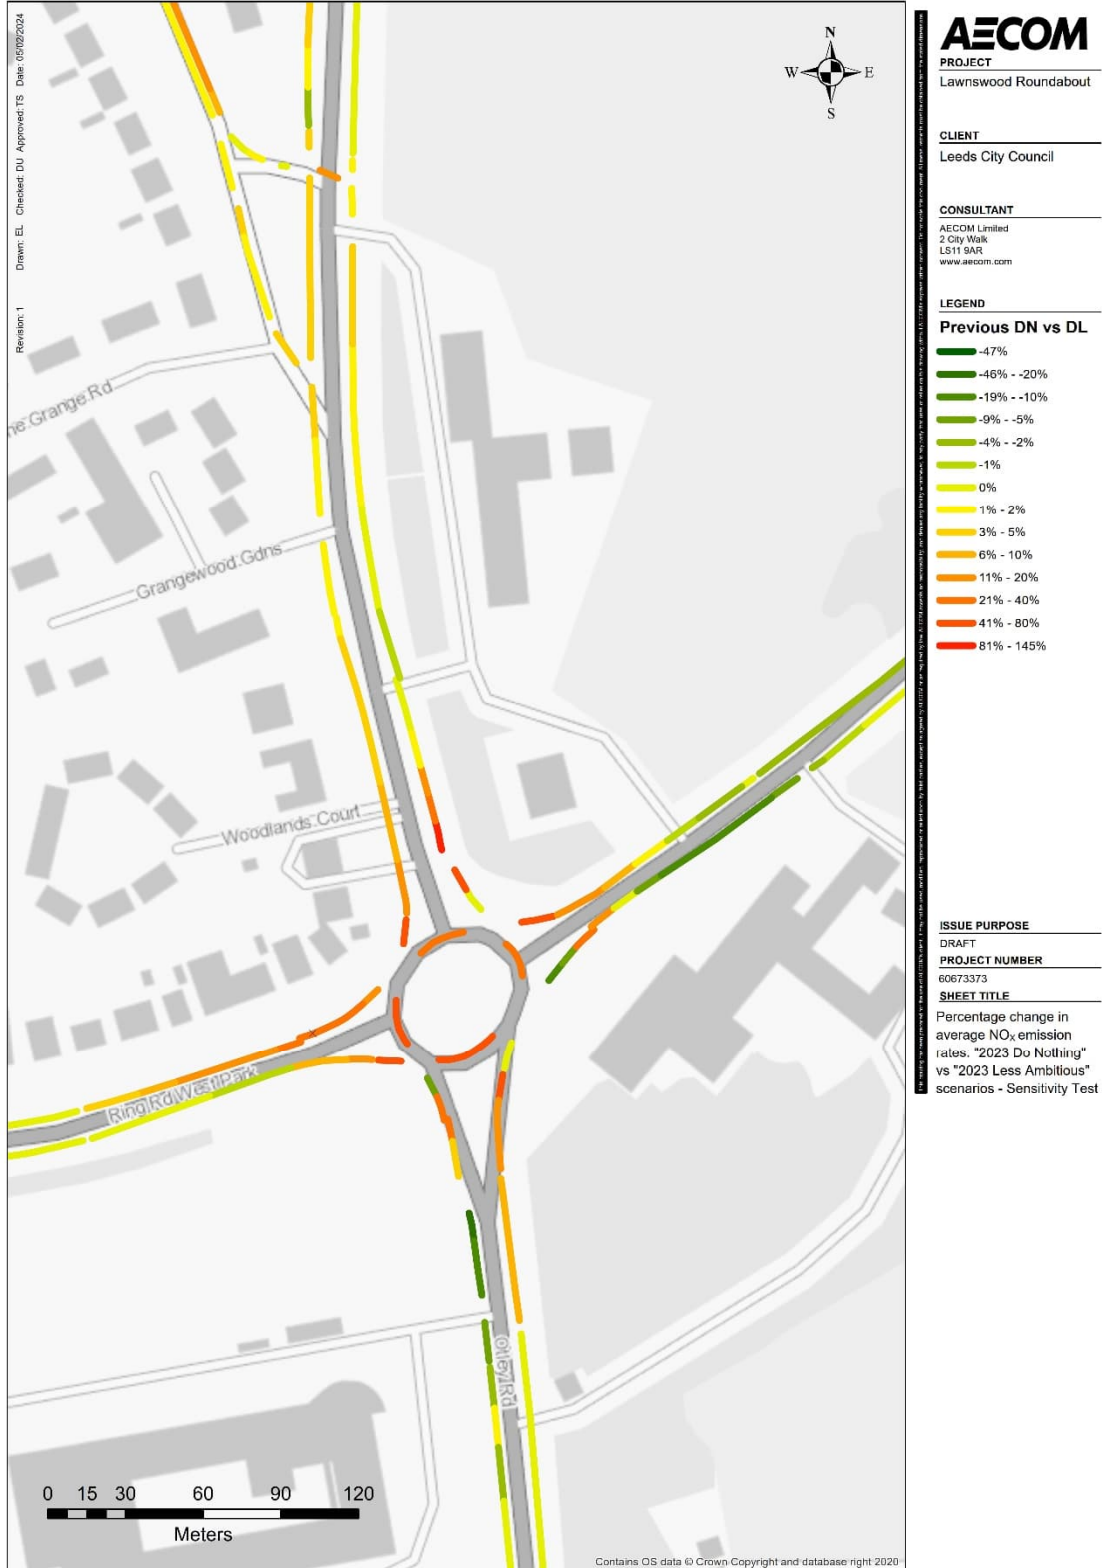 Revision: 1 Drawn: EL Checked: DU Approved: TS Date: 05/02/2024
N
W E
S
he Grange Rd
Grangewood Gdns
Woodlands Court
Ring Rd West Park
Otley Rd
0 15 30 60 90 120
Meters
Contains OS data © Crown Copyright and database right 2020
AECOM
PROJECT
Lawnswood Roundabout
CLIENT
Leeds City Council
CONSULTANT
AECOM Limited
2 City Walk
LS11 9AR
www.aecom.com
LEGEND
Previous DN vs DL
-47%
-46% - -20%
-19% - -10%
-9% - -5%
-4% - -2%
-1%
0%
1% - 2%
3% - 5%
6% - 10%
11% - 20%
21% - 40%
41% - 80%
81% - 145%
ISSUE PURPOSE
DRAFT
PROJECT NUMBER
60673373
SHEET TITLE
Percentage change in
average NOx emission
rates. "2023 Do Nothing"
vs "2023 Less Ambitious"
scenarios - Sensitivity Test